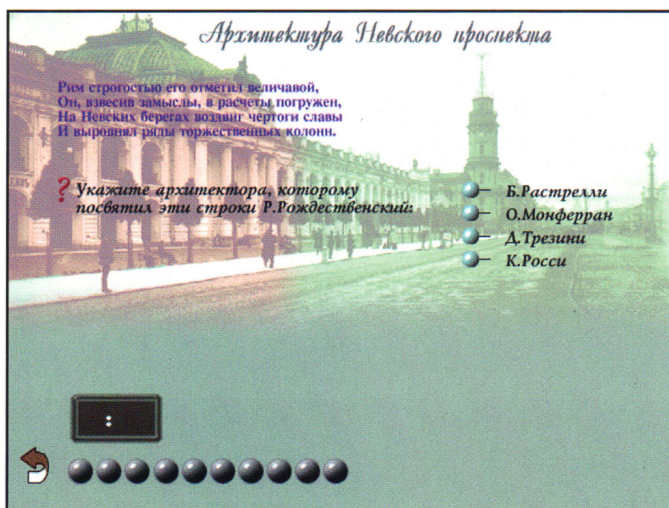 Архитектура Невского проспекта
Рим строгостью его отметил величавой,
Он, взвесив замыслы, в расчеты погружен,
На Невских берегах воздвиг чертоги славы
И выровнял ряды торжественных колонн.
? Укажите архитектора, которому
посвятил эти строки Р.Рождественский:
Б.Растрелли
О.Монферран
Д.Трезини
К.Росси
: